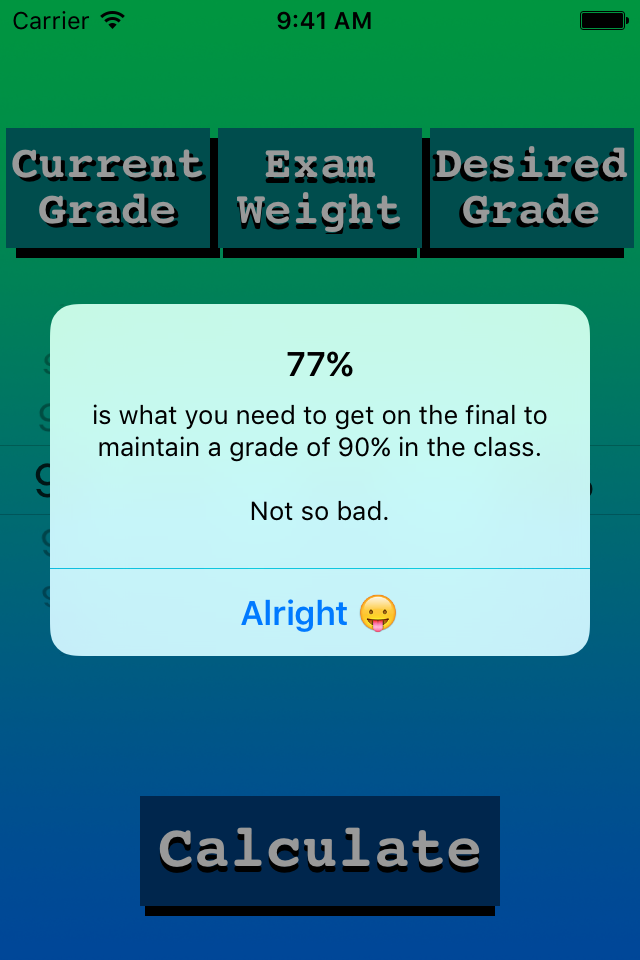 Carrier 9:41 AM
Current Exam Desired
Grade Weight Grade
77%
is what you need to get on the final to
maintain a grade of 90% in the class.
Not so bad.
Alright 😛
Calculate